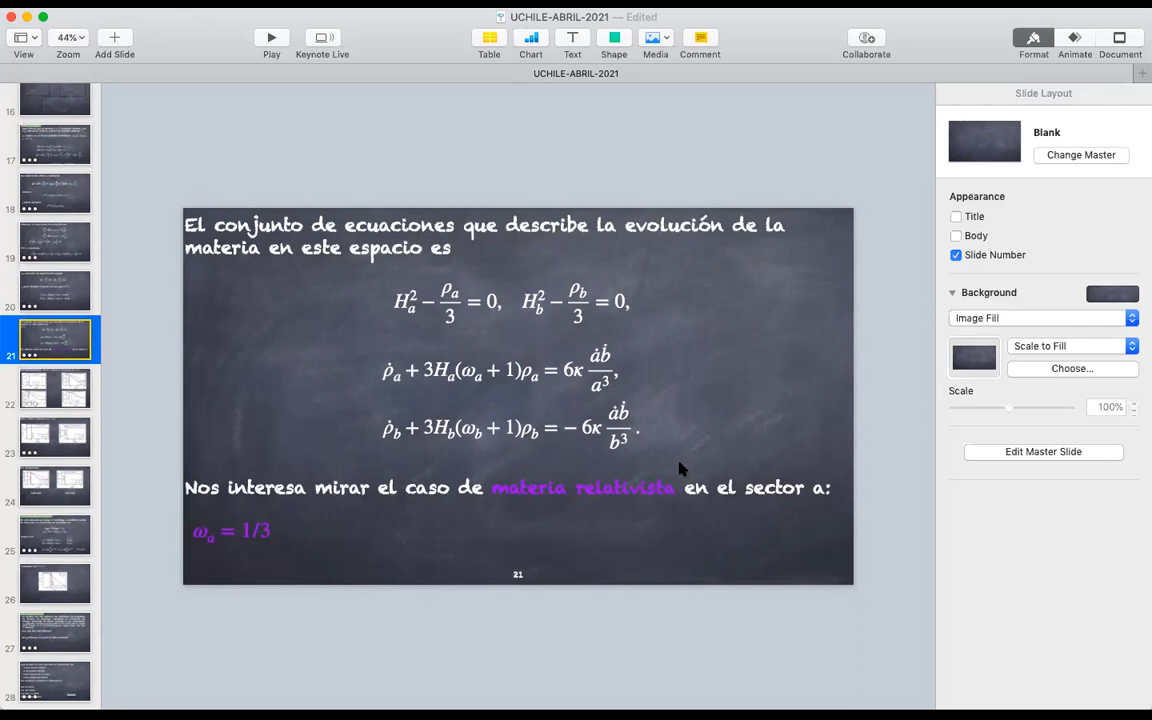 UCHILE-ABRIL-2021 — Edited
44%
View Zoom Add Slide Play Keynote Live Table Chart Text Shape Media Comment Collaborate Format Animate Document
UCHILE-ABRIL-2021
Slide Layout
Blank
Change Master
Appearance
Title
Body
Slide Number
Background
Image Fill
Scale to Fill
Choose...
Scale
100%
Edit Master Slide
16
17
18
19
20
21
22
23
24
25
26
27
28
El conjunto de ecuaciones que describe la evolución de la
materia en este espacio es
H_a^2 − ρ_a/3 = 0, H_b^2 − ρ_b/3 = 0,
ρ̇_a + 3H_a(ω_a + 1)ρ_a = 6κ ȧḃ/a^3,
ρ̇_b + 3H_b(ω_b + 1)ρ_b = − 6κ ȧḃ/b^3.
Nos interesa mirar el caso de materia relativista en el sector a:
ω_a = 1/3
21